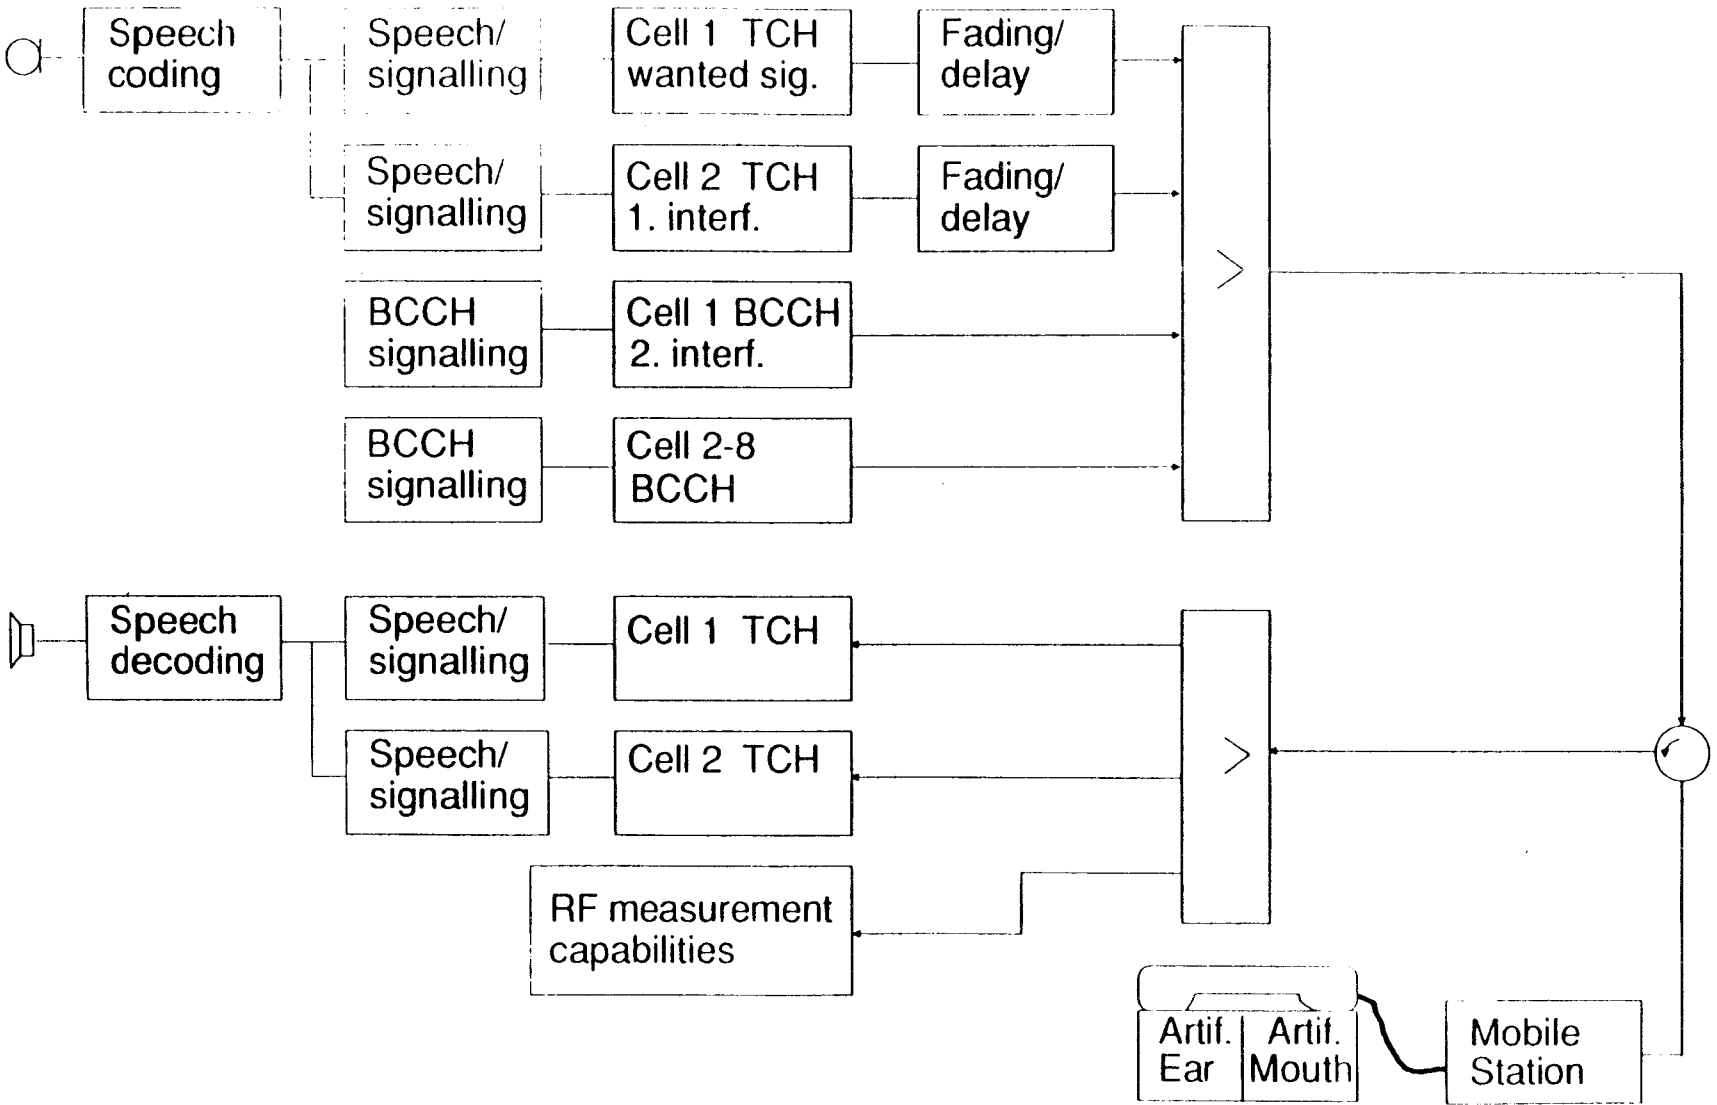 Speech
coding
Speech/
signalling
Cell 1 TCH
wanted sig.
Fading/
delay
Speech/
signalling
Cell 2 TCH
1. interf.
Fading/
delay
BCCH
signalling
Cell 1 BCCH
2. interf.
BCCH
signalling
Cell 2-8
BCCH
Speech
decoding
Speech/
signalling
Cell 1 TCH
Speech/
signalling
Cell 2 TCH
RF measurement
capabilities
Artif.
Ear
Artif.
Mouth
Mobile
Station